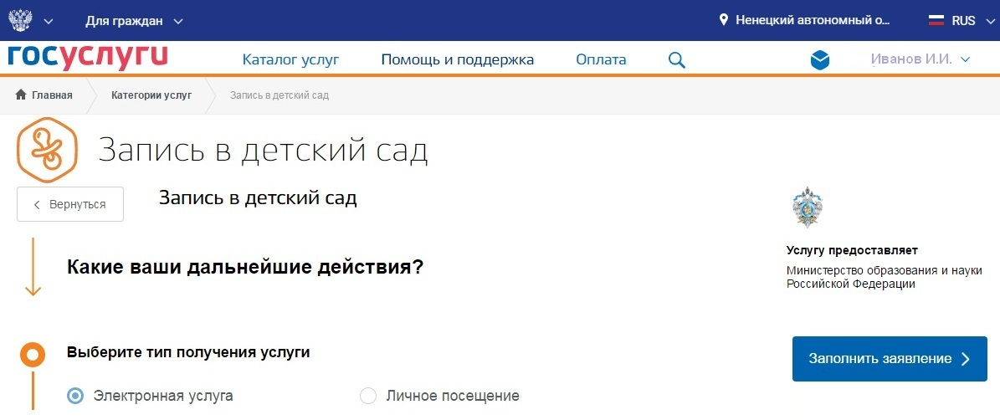 Для граждан
Ненецкий автономный о...
RUS
госуслуги
Каталог услуг
Помощь и поддержка
Оплата
Иванов И.И.
Главная
Категории услуг
Запись в детский сад
Запись в детский сад
Вернуться
Запись в детский сад
Услугу предоставляет
Какие ваши дальнейшие действия?
Министерство образования и науки
Российской Федерации
Выберите тип получения услуги
Заполнить заявление
Электронная услуга
Личное посещение